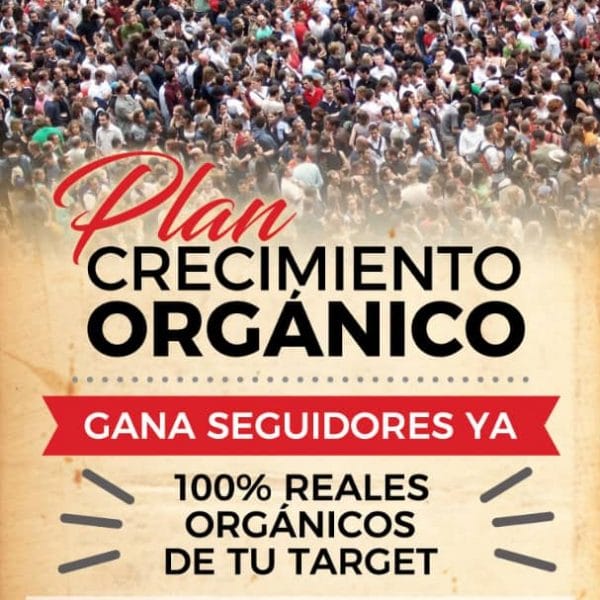 Plan
CRECIMIENTO
ORGÁNICO
GANA SEGUIDORES YA
100% REALES
ORGÁNICOS
DE TU TARGET